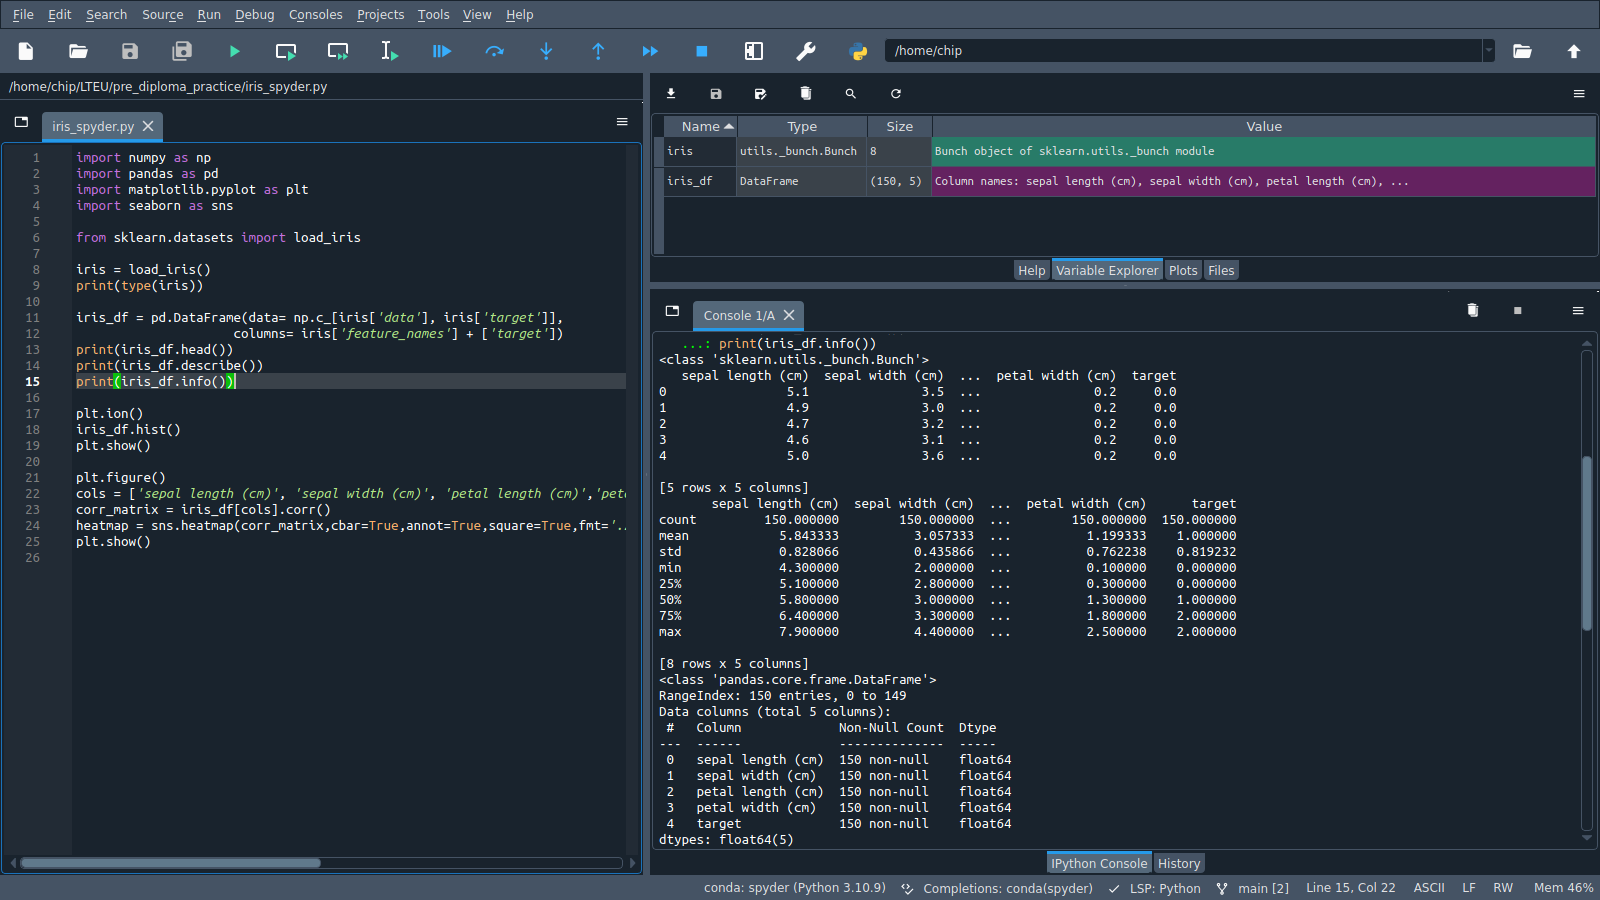 File Edit Search Source Run Debug Consoles Projects Tools View Help
/home/chip
/home/chip/LTEU/pre_diploma_practice/iris_spyder.py
iris_spyder.py
1 import numpy as np
2 import pandas as pd
3 import matplotlib.pyplot as plt
4 import seaborn as sns
5
6 from sklearn.datasets import load_iris
7
8 iris = load_iris()
9 print(type(iris))
10
11 iris_df = pd.DataFrame(data= np.c_[iris['data'], iris['target']],
12                      columns= iris['feature_names'] + ['target'])
13 print(iris_df.head())
14 print(iris_df.describe())
15 print(iris_df.info())
16
17 plt.ion()
18 iris_df.hist()
19 plt.show()
20
21 plt.figure()
22 cols = ['sepal length (cm)', 'sepal width (cm)', 'petal length (cm)','pet
23 corr_matrix = iris_df[cols].corr()
24 heatmap = sns.heatmap(corr_matrix,cbar=True,annot=True,square=True,fmt='.
25 plt.show()
26
Name Type Size Value
iris utils._bunch.Bunch 8 Bunch object of sklearn.utils._bunch module
iris_df DataFrame (150, 5) Column names: sepal length (cm), sepal width (cm), petal length (cm), ...
Help Variable Explorer Plots Files
Console 1/A
...: print(iris_df.info())
<class 'sklearn.utils._bunch.Bunch'>
sepal length (cm) sepal width (cm) ... petal width (cm) target
0 5.1 3.5 ... 0.2 0.0
1 4.9 3.0 ... 0.2 0.0
2 4.7 3.2 ... 0.2 0.0
3 4.6 3.1 ... 0.2 0.0
4 5.0 3.6 ... 0.2 0.0
[5 rows x 5 columns]
sepal length (cm) sepal width (cm) ... petal width (cm) target
count 150.000000 150.000000 ... 150.000000 150.000000
mean 5.843333 3.057333 ... 1.199333 1.000000
std 0.828066 0.435866 ... 0.762238 0.819232
min 4.300000 2.000000 ... 0.100000 0.000000
25% 5.100000 2.800000 ... 0.300000 0.000000
50% 5.800000 3.000000 ... 1.300000 1.000000
75% 6.400000 3.300000 ... 1.800000 2.000000
max 7.900000 4.400000 ... 2.500000 2.000000
[8 rows x 5 columns]
<class 'pandas.core.frame.DataFrame'>
RangeIndex: 150 entries, 0 to 149
Data columns (total 5 columns):
# Column Non-Null Count Dtype
--- ------ -------------- -----
0 sepal length (cm) 150 non-null float64
1 sepal width (cm) 150 non-null float64
2 petal length (cm) 150 non-null float64
3 petal width (cm) 150 non-null float64
4 target 150 non-null float64
dtypes: float64(5)
IPython Console History
conda: spyder (Python 3.10.9) Completions: conda(spyder) LSP: Python main [2] Line 15, Col 22 ASCII LF RW Mem 46%